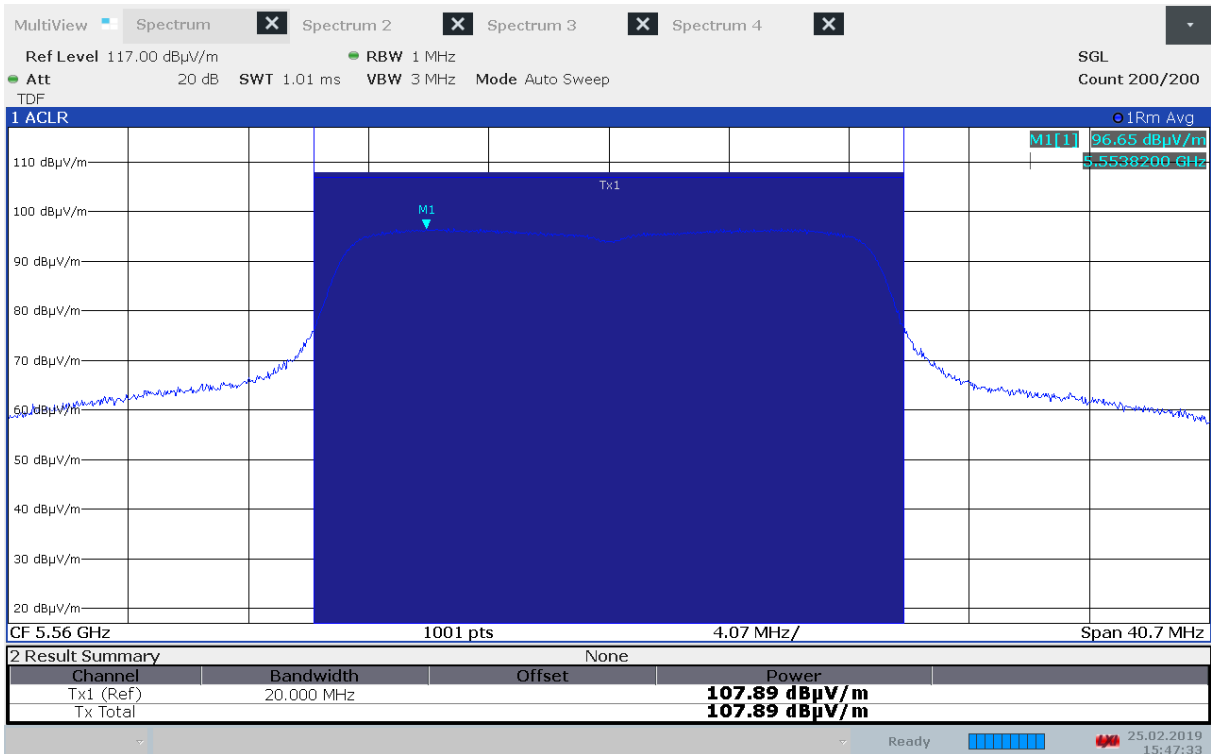 MultiView Spectrum Spectrum 2 Spectrum 3 Spectrum 4
Ref Level 117.00 dBµV/m RBW 1 MHz SGL
Att 20 dB SWT 1.01 ms VBW 3 MHz Mode Auto Sweep Count 200/200
TDF
1 ACLR 1Rm Avg
M1[1] 96.65 dBµV/m
5.5538200 GHz
110 dBµV/m
Tx1
100 dBµV/m
M1
90 dBµV/m
80 dBµV/m
70 dBµV/m
60 dBµV/m
50 dBµV/m
40 dBµV/m
30 dBµV/m
20 dBµV/m
CF 5.56 GHz 1001 pts 4.07 MHz/ Span 40.7 MHz
2 Result Summary None
Channel Bandwidth Offset Power
Tx1 (Ref) 20.000 MHz 107.89 dBµV/m
Tx Total 107.89 dBµV/m
Ready 25.02.2019
15:47:33